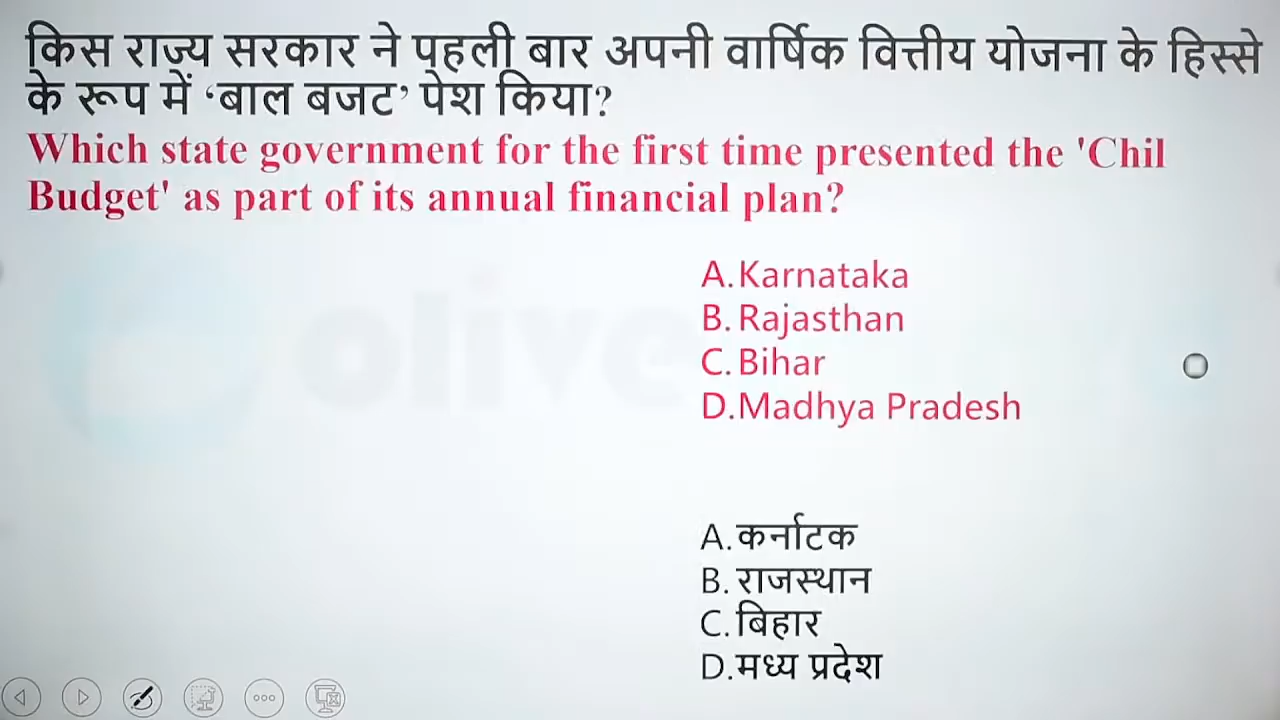 किस राज्य सरकार ने पहली बार अपनी वार्षिक वित्तीय योजना के हिस्से
के रूप में ‘बाल बजट’ पेश किया?
Which state government for the first time presented the 'Chil
Budget' as part of its annual financial plan?
olive
A.Karnataka
B. Rajasthan
C. Bihar
D.Madhya Pradesh
A.कर्नाटक
B. राजस्थान
C. बिहार
D.मध्य प्रदेश